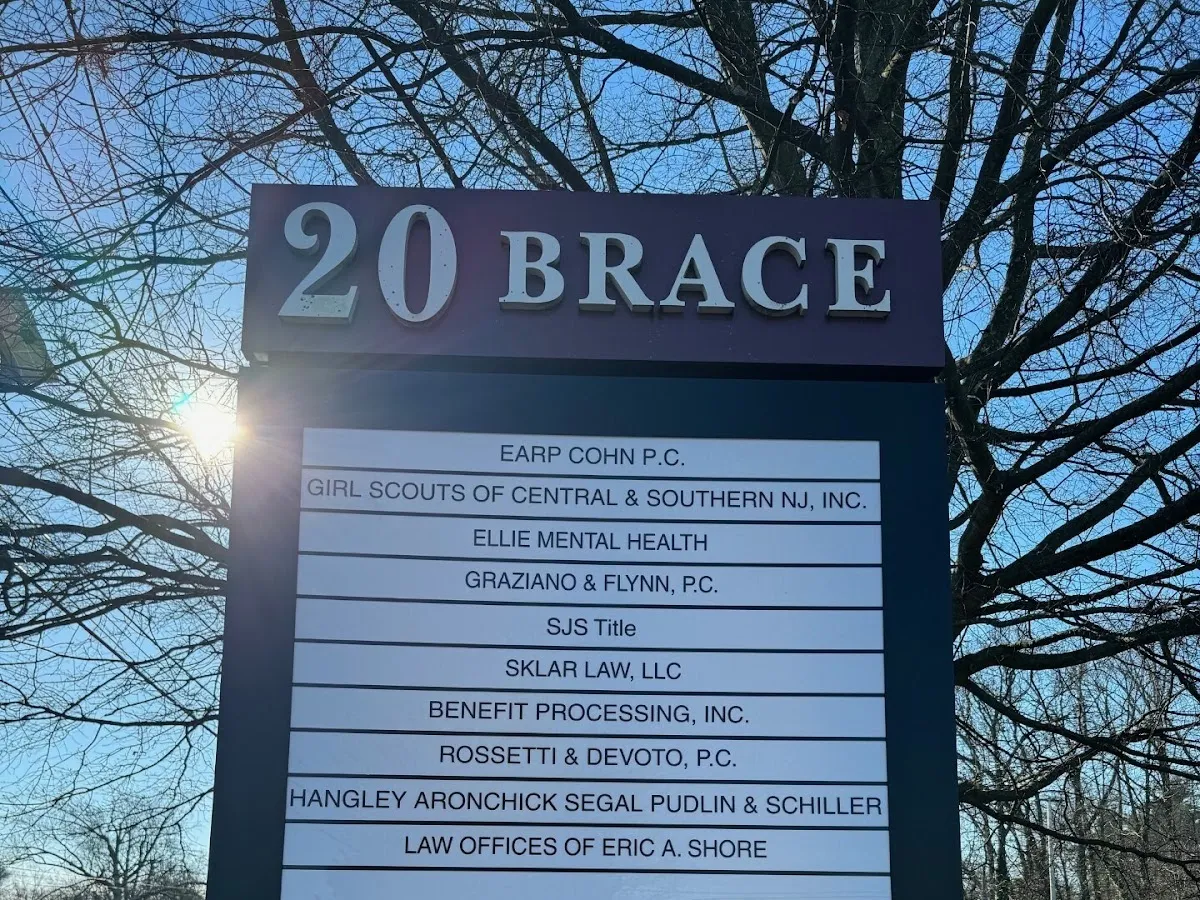 20 BRACE
EARP COHN P.C.
GIRL SCOUTS OF CENTRAL & SOUTHERN NJ, INC.
ELLIE MENTAL HEALTH
GRAZIANO & FLYNN, P.C.
SJS Title
SKLAR LAW, LLC
BENEFIT PROCESSING, INC.
ROSSETTI & DEVOTO, P.C.
HANGLEY ARONCHICK SEGAL PUDLIN & SCHILLER
LAW OFFICES OF ERIC A. SHORE